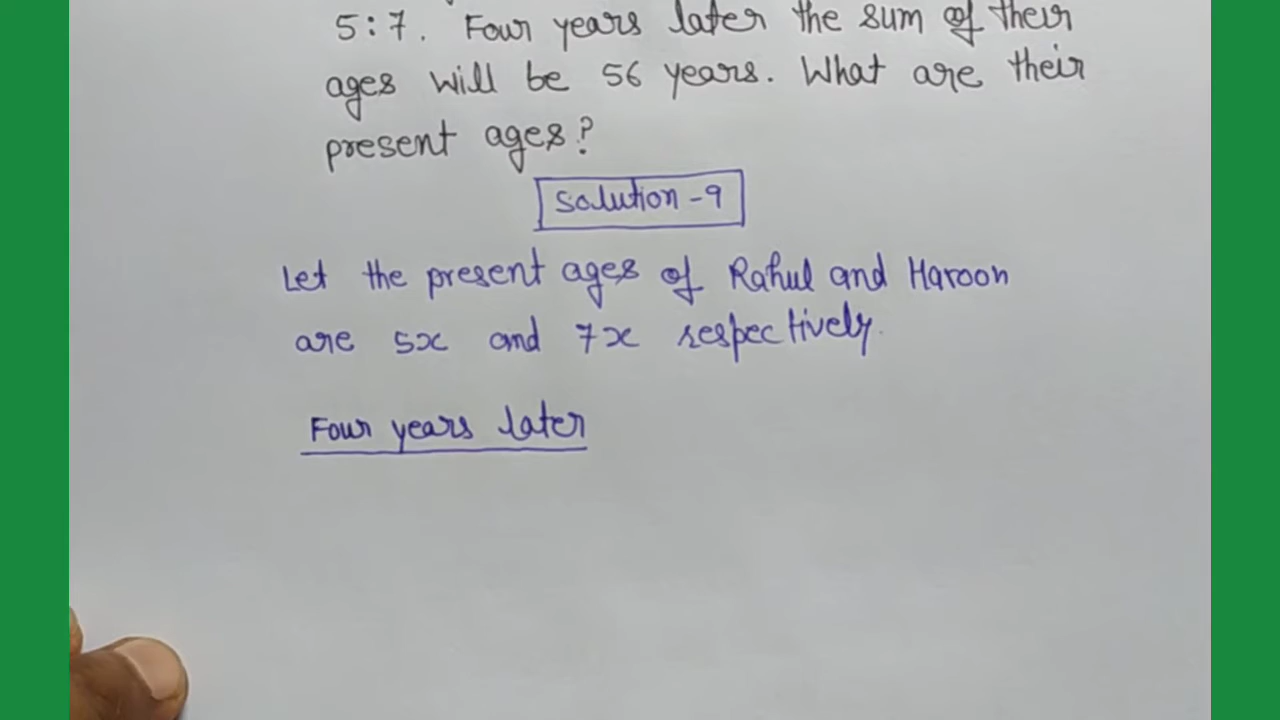 5:7. Four years later the sum of their
ages will be 56 years. What are their
present ages?
Solution-9
Let the present ages of Rahul and Haroon
are 5x and 7x respectively.
Four years later